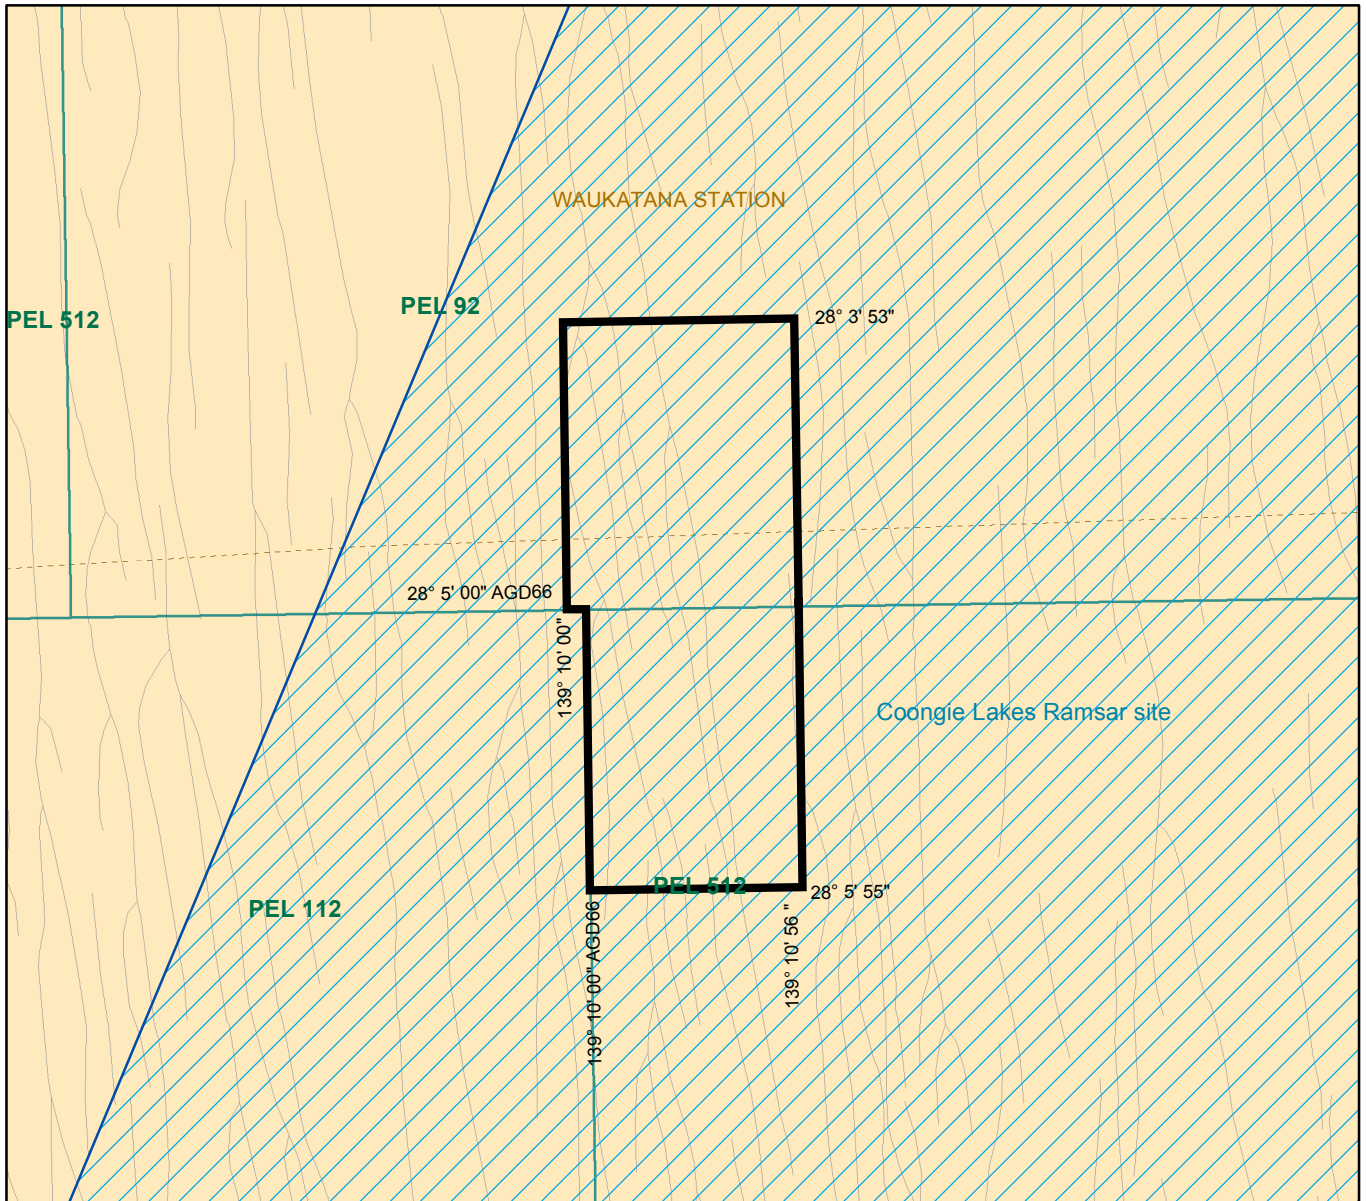 WAUKATANA STATION
PEL 92
PEL 512
28° 3' 53"
28° 5' 00" AGD66
139° 10' 00"
Coongie Lakes Ramsar site
PEL 512
28° 5' 55"
PEL 112
139° 10' 00" AGD66
139° 10' 56 "